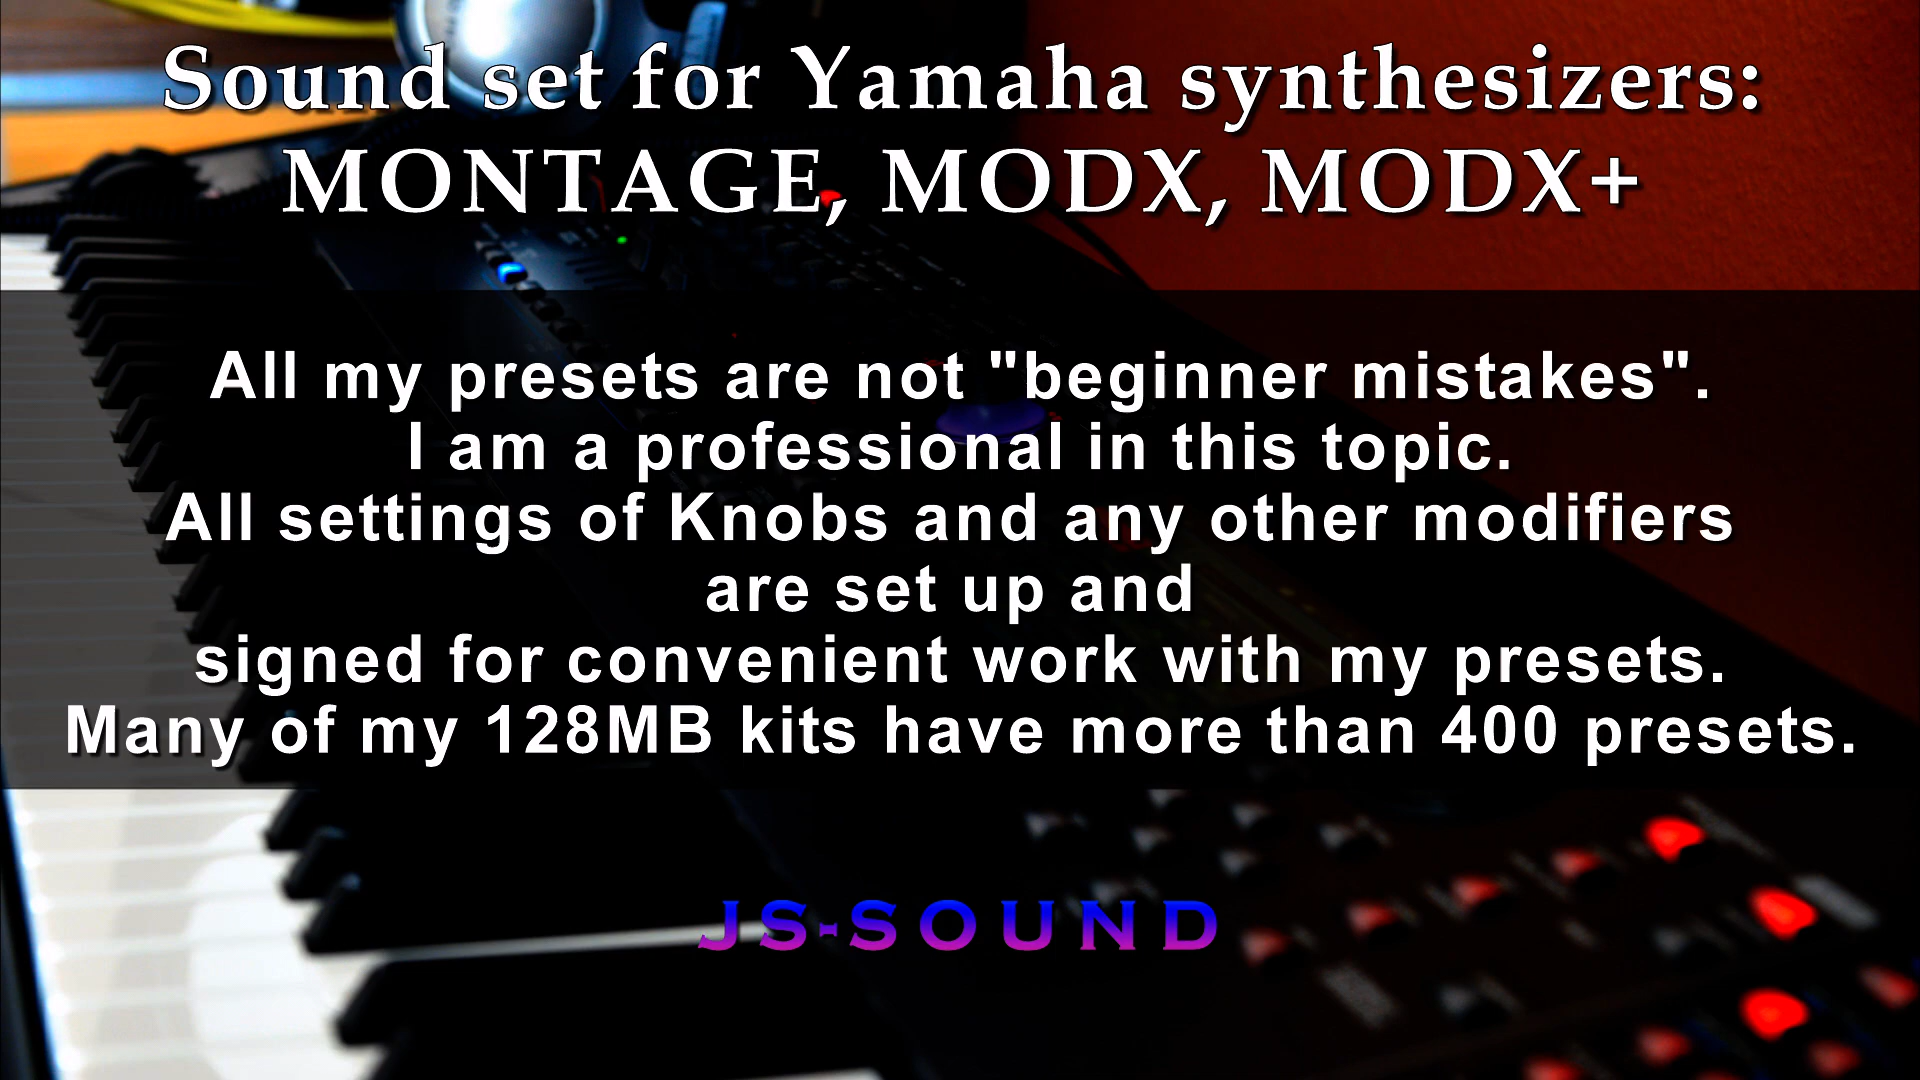 Sound set for Yamaha synthesizers:
MONTAGE, MODX, MODX+
All my presets are not "beginner mistakes".
I am a professional in this topic.
All settings of Knobs and any other modifiers
are set up and
signed for convenient work with my presets.
Many of my 128MB kits have more than 400 presets.
JS-SOUND